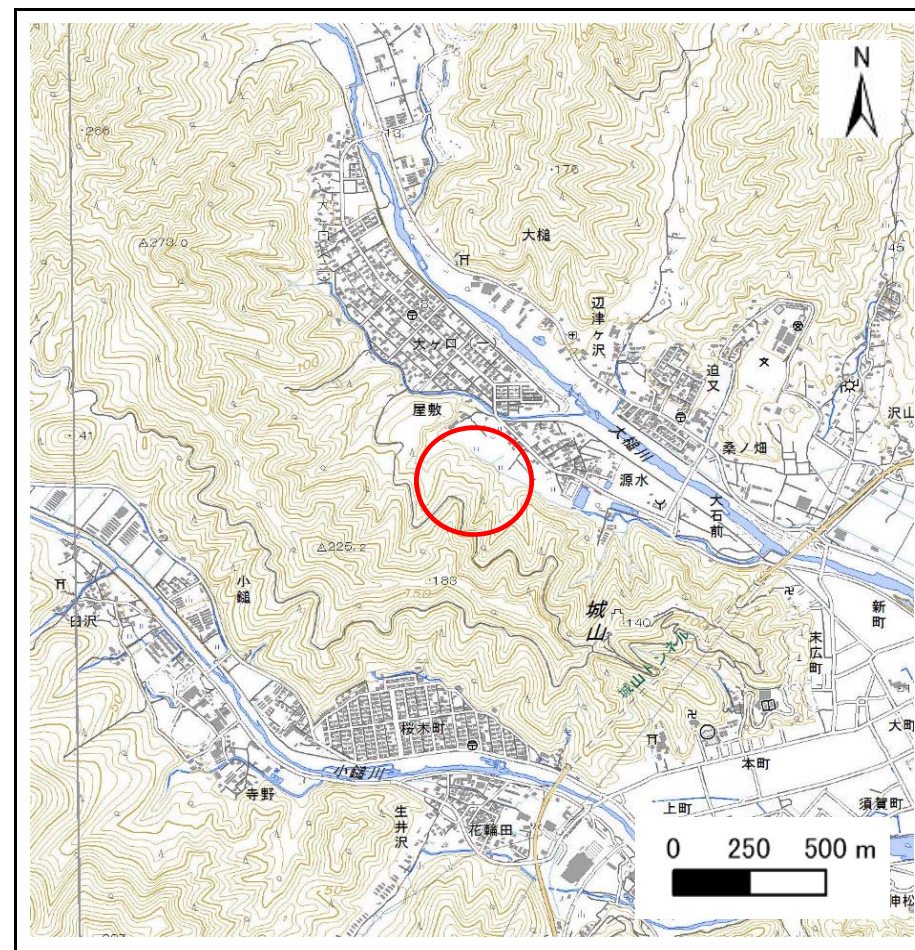 N
266
13
176
大槌
45
273.0
辺津ヶ沢
迫又
大ケ口(一)
100
沢山
屋敷
大槌川
桑ノ畑
41
源水
大石前
225.2
183
150
小鎚
臼沢
城山
140
新町
末広町
城山トンネル
桜木町
大町
本町
小鎚川
寺野
上町
須賀町
生井沢
花輪田
50
0 250 500 m